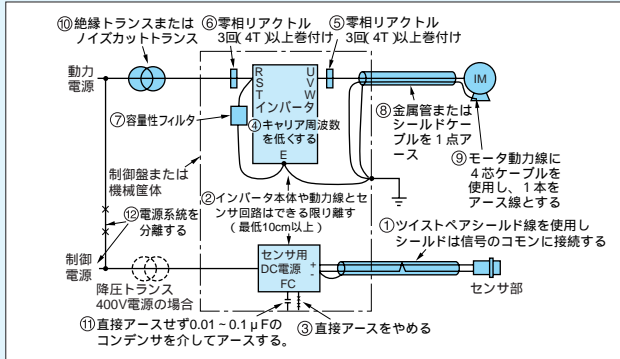 ⑩絶縁トランスまたは
ノイズカットトランス
⑥零相リアクトル
3回(4T)以上巻付け
⑤零相リアクトル
3回(4T)以上巻付け
動力
電源
R
S
T
U
V
W
インバータ
IM
⑦容量性フィルタ
④キャリア周波数
を低くする
E
⑧金属管または
シールドケー
ブルを1点ア
ース
⑨モータ動力線に
4芯ケーブルを
使用し、1本を
アース線とする
制御盤または
機械筐体
②インバータ本体や動力線とセ
ンサ回路はできる限り離す
(最低10cm以上)
⑫電源系統を
分離する
①ツイストペアシールド線を使用し
シールドは信号のコモンに接続する
制御
電源
センサ用
DC電源
FC
+
-
センサ部
降圧トランス
400V電源の場合
⑪直接アースせず0.01~0.1μFの
コンデンサを介してアースする。
③直接アースをやめる